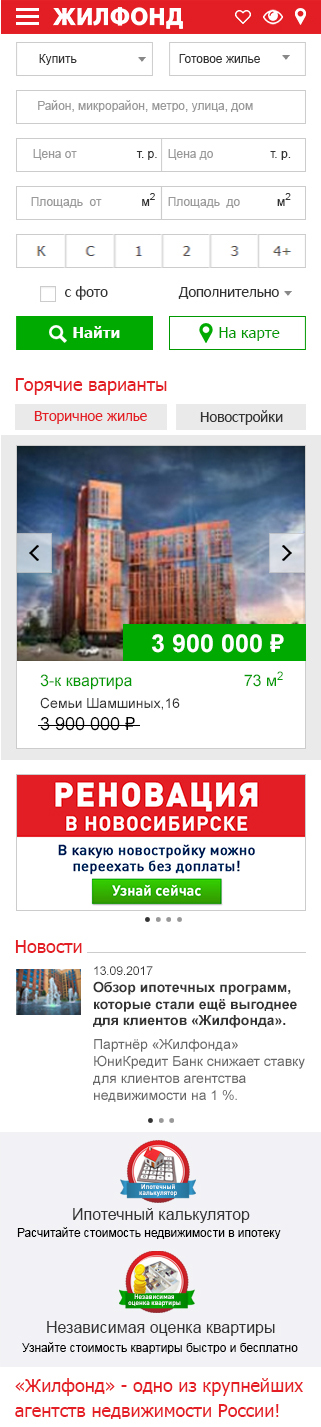 ЖИЛФОНД
Купить
Готовое жилье
Район, микрорайон, метро, улица, дом
Цена от т. р. Цена до т. р.
Площадь от м² Площадь до м²
К С 1 2 3 4+
с фото Дополнительно
Найти На карте
Горячие варианты
Вторичное жилье Новостройки
3 900 000 ₽
3-к квартира 73 м²
Семьи Шамшиных,16
3 900 000 ₽
РЕНОВАЦИЯ
В НОВОСИБИРСКЕ
В какую новостройку можно
переехать без доплаты!
Узнай сейчас
Новости
13.09.2017
Обзор ипотечных программ,
которые стали ещё выгоднее
для клиентов «Жилфонда».
Партнёр «Жилфонда»
ЮниКредит Банк снижает ставку
для клиентов агентства
недвижимости на 1 %.
Ипотечный
калькулятор
Ипотечный калькулятор
Расчитайте стоимость недвижимости в ипотеку
Независимая
оценка квартиры
Независимая оценка квартиры
Узнайте стоимость квартиры быстро и бесплатно
«Жилфонд» - одно из крупнейших
агентств недвижимости России!